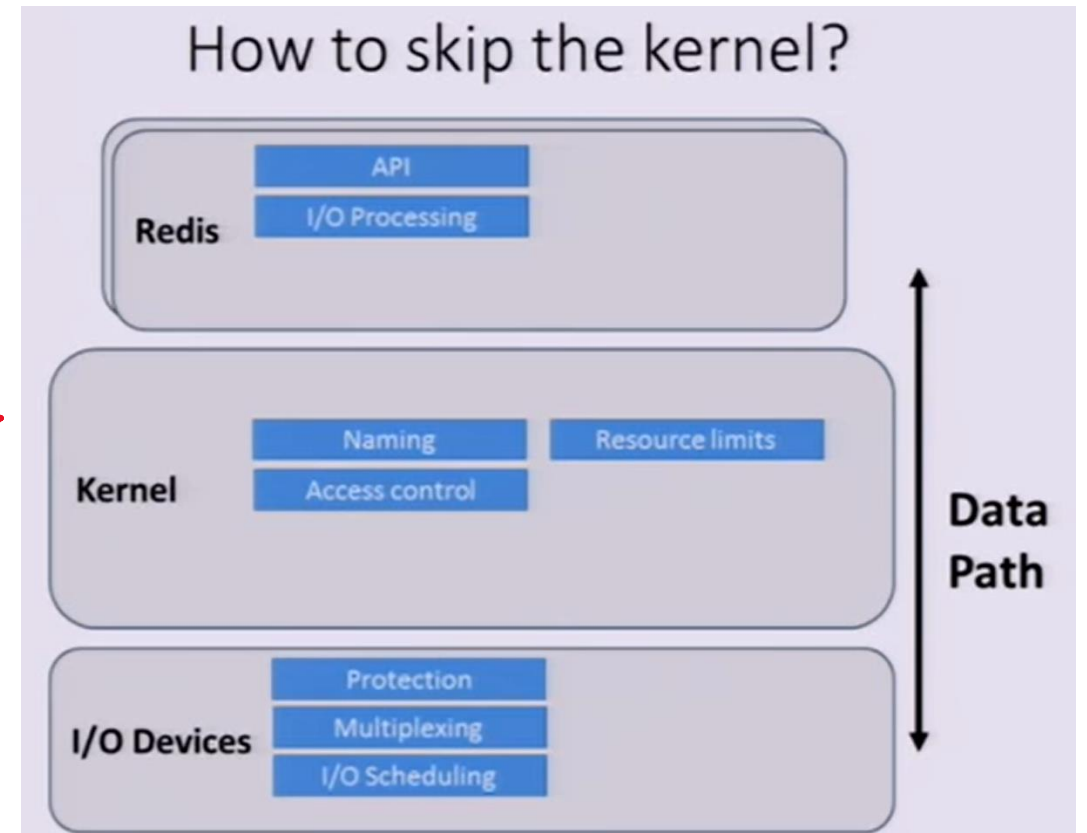 How to skip the kernel?
API
I/O Processing
Redis
Naming
Resource limits
Access control
Kernel
Data
Path
Protection
Multiplexing
I/O Devices
I/O Scheduling